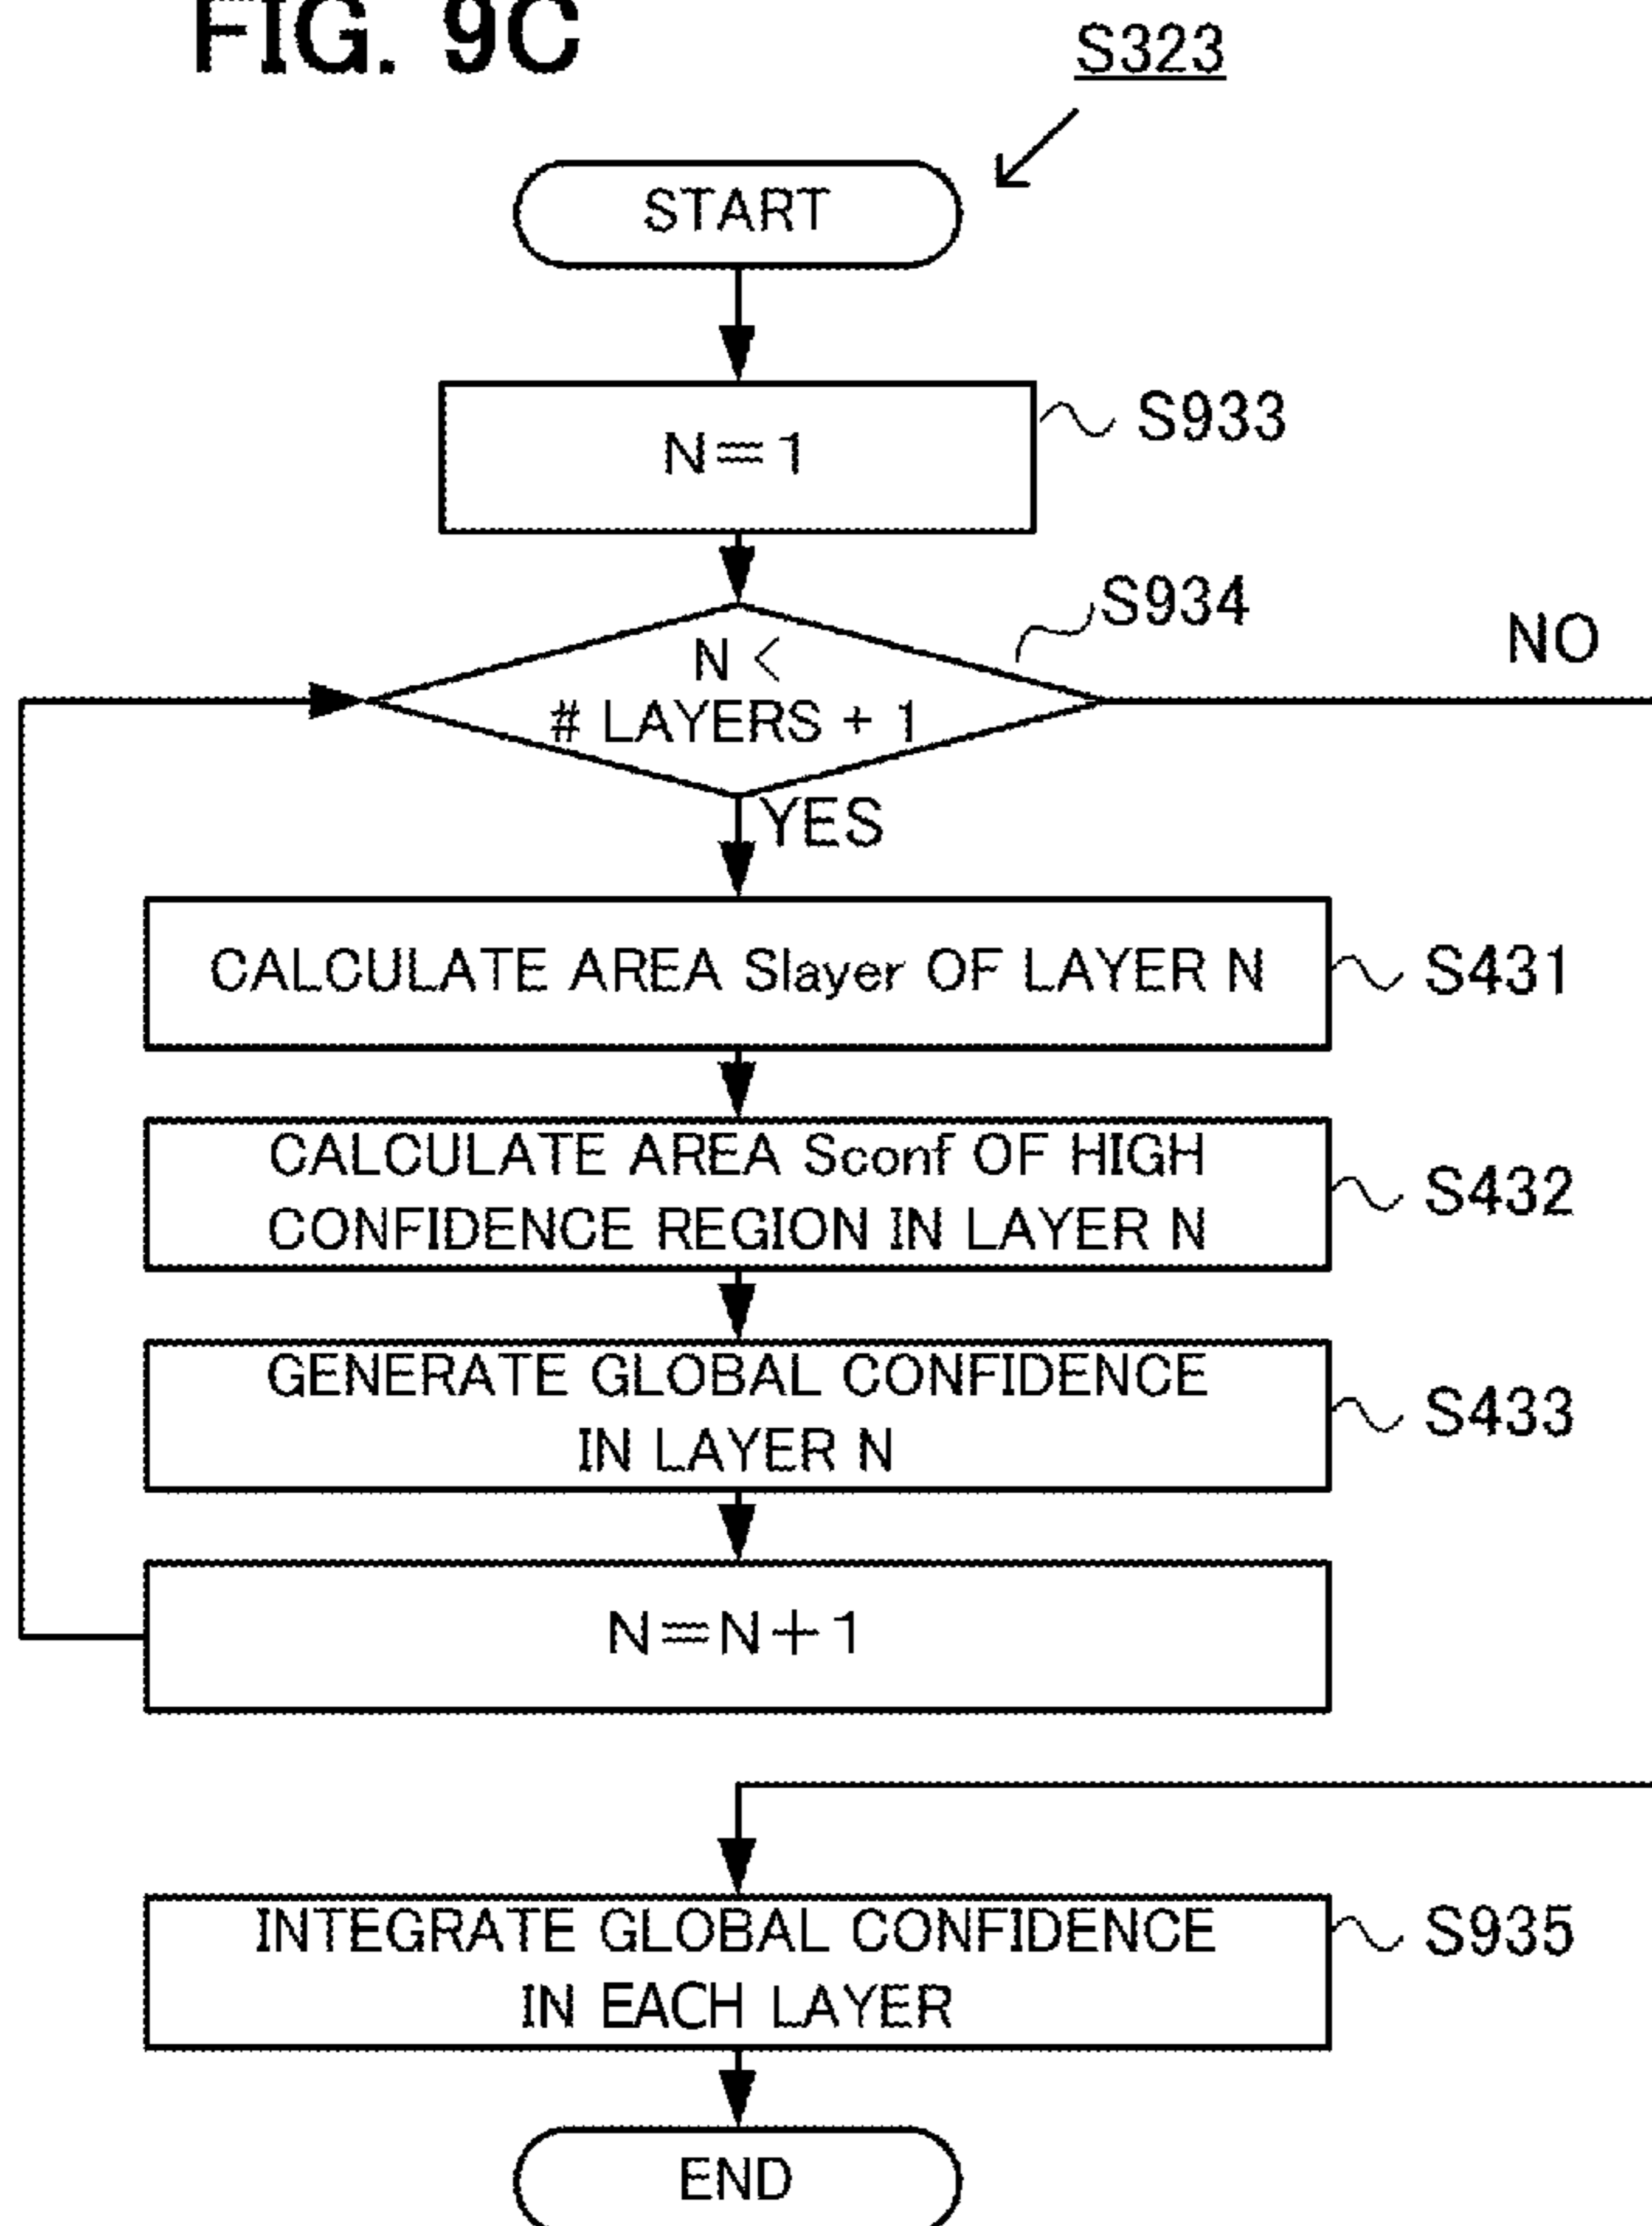 FIG. 9C
S323
START
N=1
S933
N <
# LAYERS + 1
S934
NO
YES
CALCULATE AREA Slayer OF LAYER N
S431
CALCULATE AREA Sconf OF HIGH
CONFIDENCE REGION IN LAYER N
S432
GENERATE GLOBAL CONFIDENCE
IN LAYER N
S433
N=N+1
INTEGRATE GLOBAL CONFIDENCE
IN EACH LAYER
S935
END